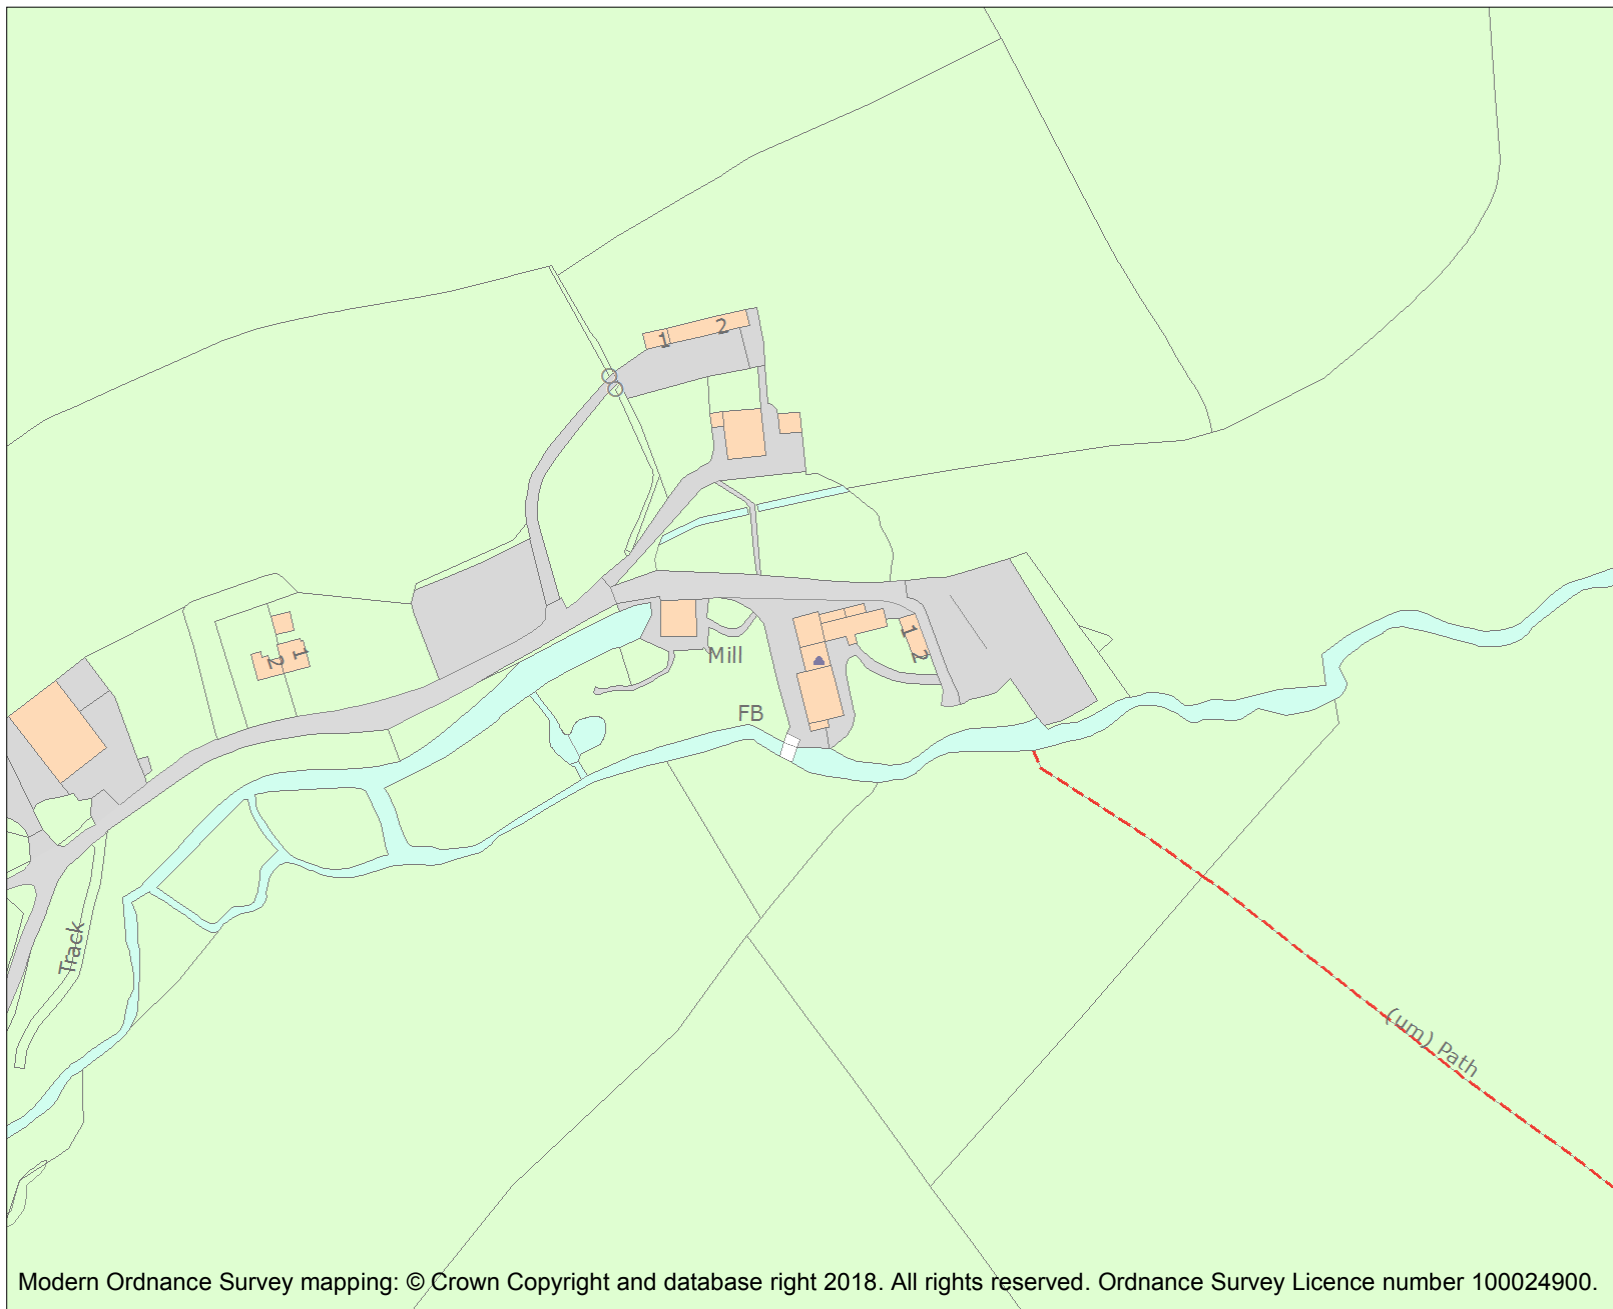 1 2
1
2
Mill
1
2
FB
Track
(um) Path
Modern Ordnance Survey mapping: © Crown Copyright and database right 2018. All rights reserved. Ordnance Survey Licence number 100024900.